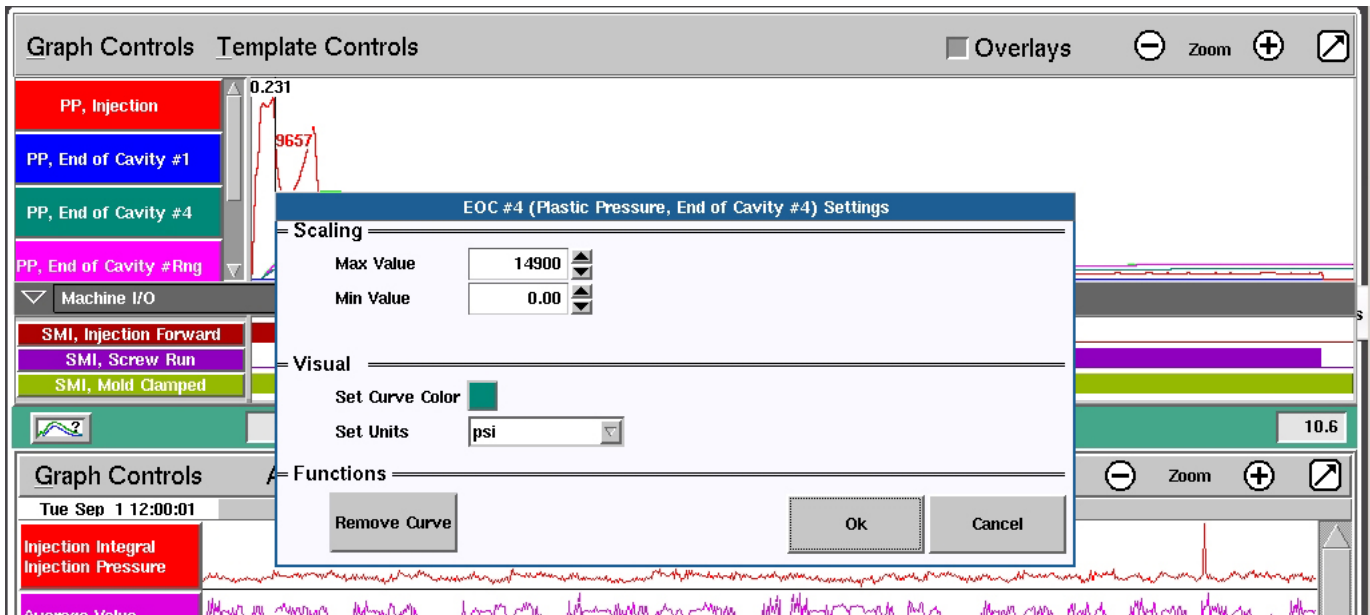 Graph Controls Template Controls Overlays Zoom
0.231
PP, Injection
9657
PP, End of Cavity #1
PP, End of Cavity #4
PP, End of Cavity #Rng
Machine I/O
SMI, Injection Forward
SMI, Screw Run
SMI, Mold Clamped
EOC #4 (Plastic Pressure, End of Cavity #4) Settings
Scaling
Max Value 14900
Min Value 0.00
Visual
Set Curve Color
Set Units psi
Functions
Remove Curve Ok Cancel
s
?
10.6
Graph Controls A Zoom
Tue Sep 1 12:00:01
Injection Integral
Injection Pressure
Average Value